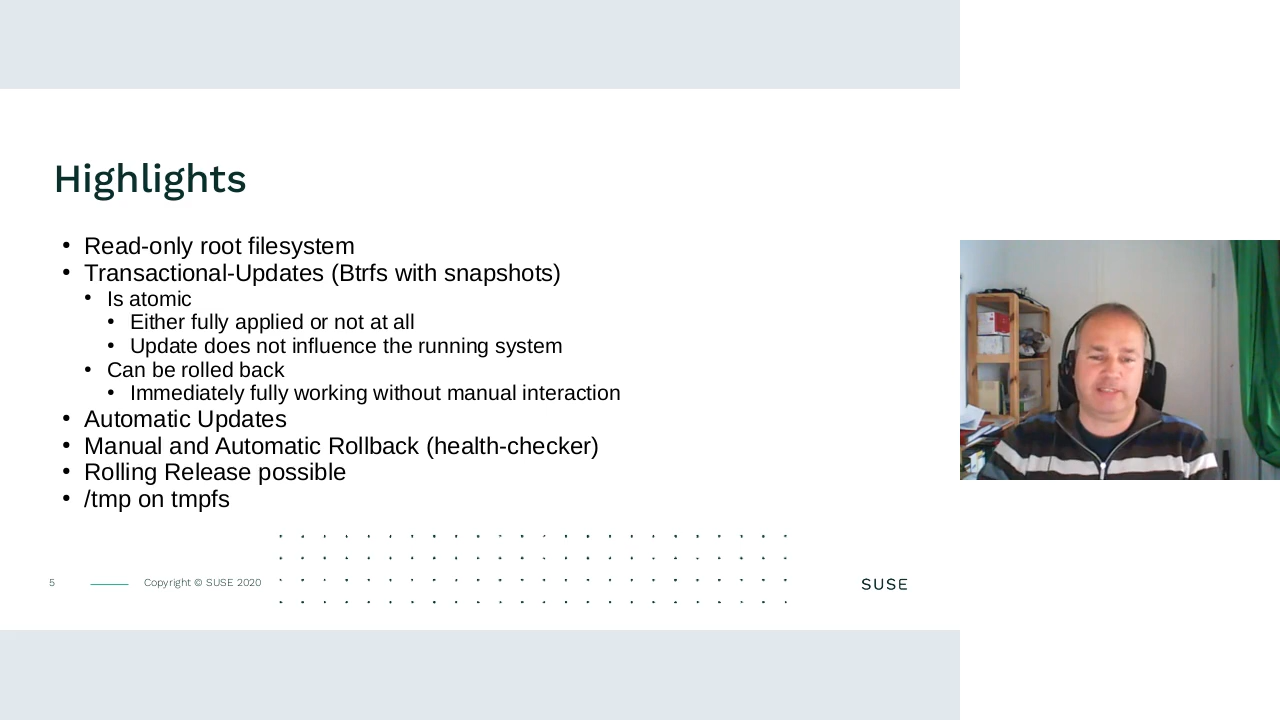 Highlights
• Read-only root filesystem
• Transactional-Updates (Btrfs with snapshots)
• Is atomic
• Either fully applied or not at all
• Update does not influence the running system
• Can be rolled back
• Immediately fully working without manual interaction
• Automatic Updates
• Manual and Automatic Rollback (health-checker)
• Rolling Release possible
• /tmp on tmpfs
5 Copyright © SUSE 2020 SUSE